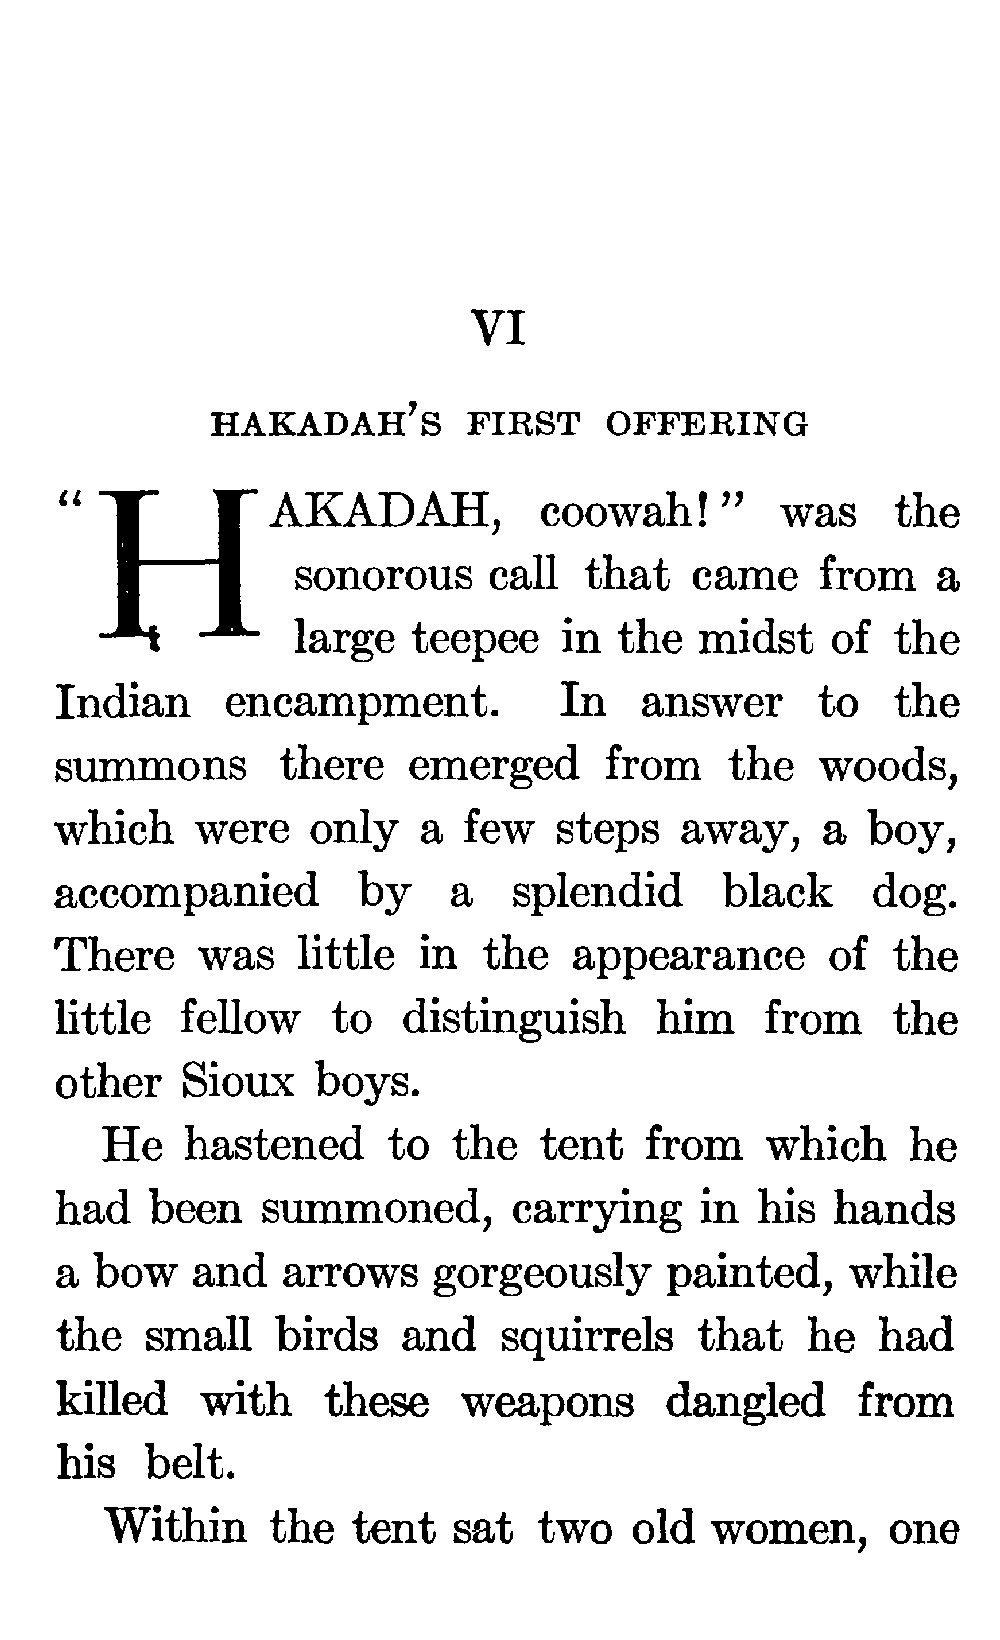 VI
HAKADAH'S FIRST OFFERING
"HAKADAH, coowah!" was the
sonorous call that came from a
large teepee in the midst of the
Indian encampment. In answer to the
summons there emerged from the woods,
which were only a few steps away, a boy,
accompanied by a splendid black dog.
There was little in the appearance of the
little fellow to distinguish him from the
other Sioux boys.
He hastened to the tent from which he
had been summoned, carrying in his hands
a bow and arrows gorgeously painted, while
the small birds and squirrels that he had
killed with these weapons dangled from
his belt.
Within the tent sat two old women, one